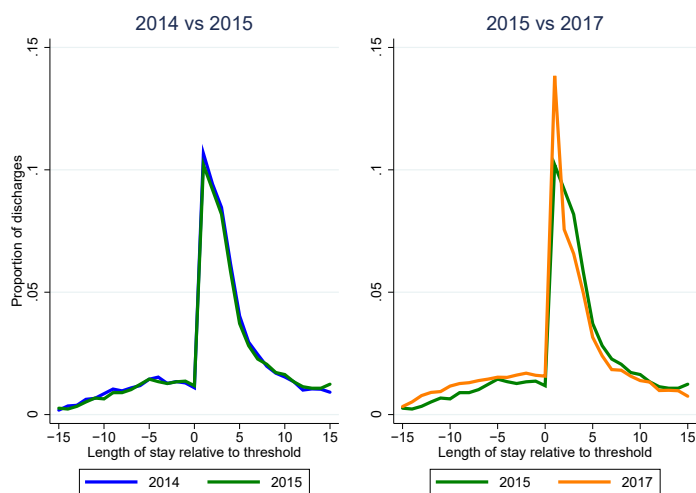 2014 vs 2015
2015 vs 2017
Proportion of discharges
.15
.1
.05
0
−15 −10 −5 0 5 10 15
Length of stay relative to threshold
2014 2015
.15
.1
.05
0
−15 −10 −5 0 5 10 15
Length of stay relative to threshold
2015 2017